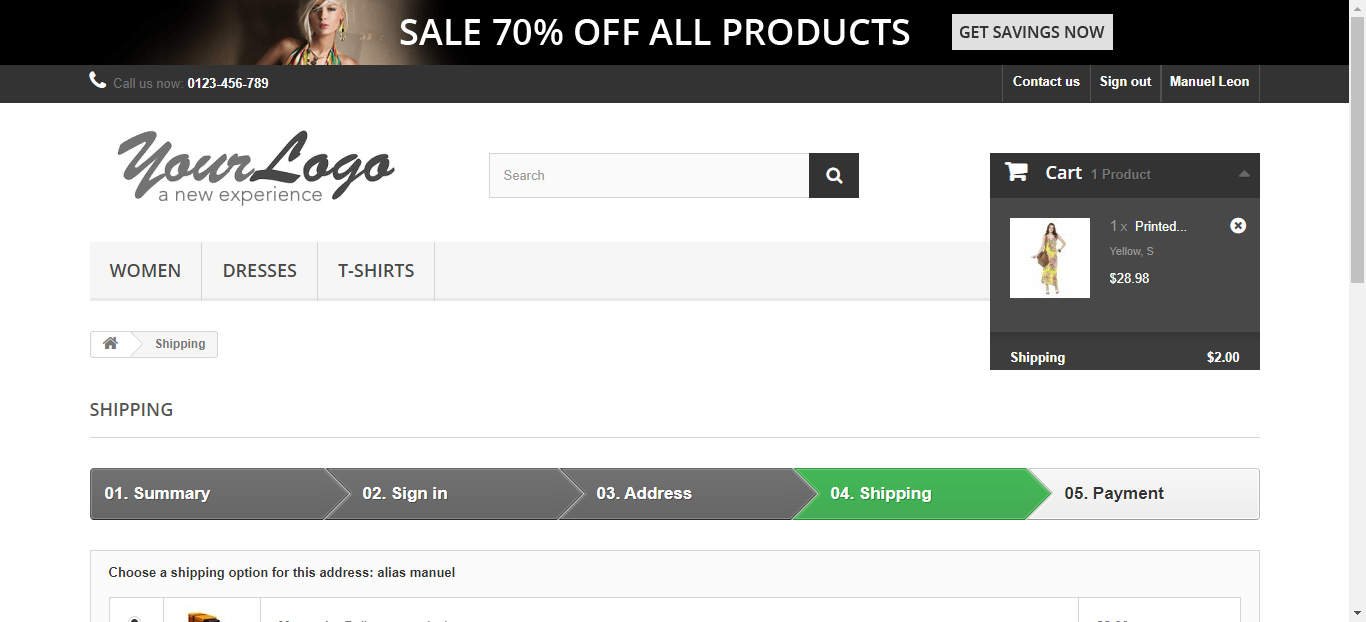 SALE 70% OFF ALL PRODUCTS GET SAVINGS NOW
Call us now: 0123-456-789 Contact us Sign out Manuel Leon
YourLogo
a new experience
Search
Cart 1 Product
1 x Printed...
Yellow, S
$28.98
Shipping $2.00
WOMEN DRESSES T-SHIRTS
Shipping
SHIPPING
01. Summary 02. Sign in 03. Address 04. Shipping 05. Payment
Choose a shipping option for this address: alias manuel